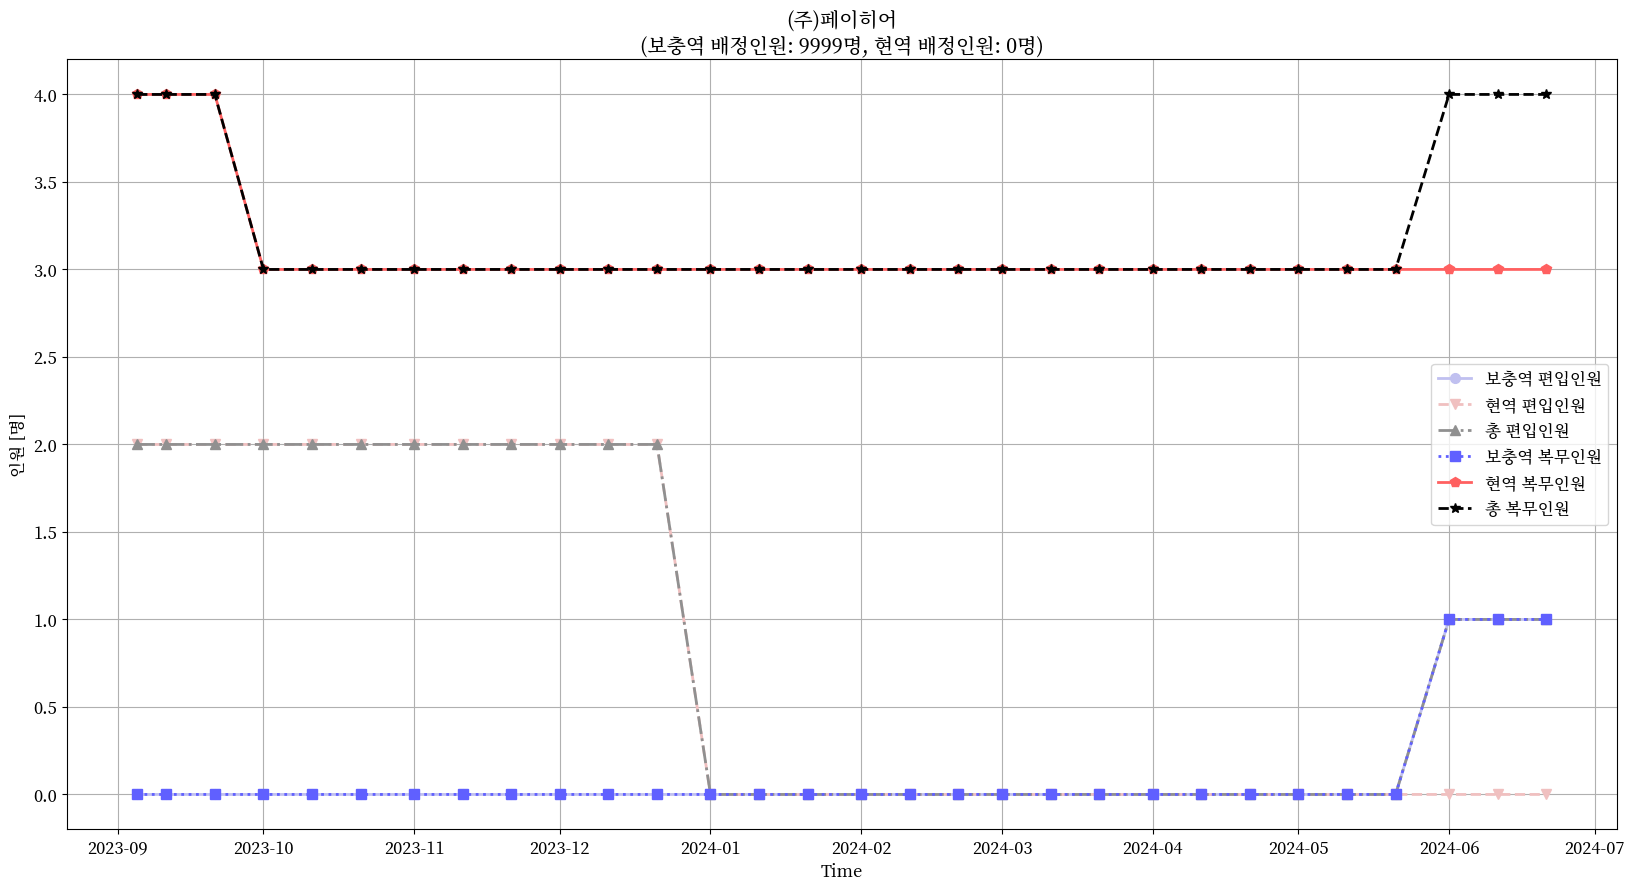 (주)페이히어
(보충역 배정인원: 9999명, 현역 배정인원: 0명)
인원 [명]
4.0
3.5
3.0
2.5
2.0
1.5
1.0
0.5
0.0
보충역 편입인원
현역 편입인원
총 편입인원
보충역 복무인원
현역 복무인원
총 복무인원
2023-09 2023-10 2023-11 2023-12 2024-01 2024-02 2024-03 2024-04 2024-05 2024-06 2024-07
Time